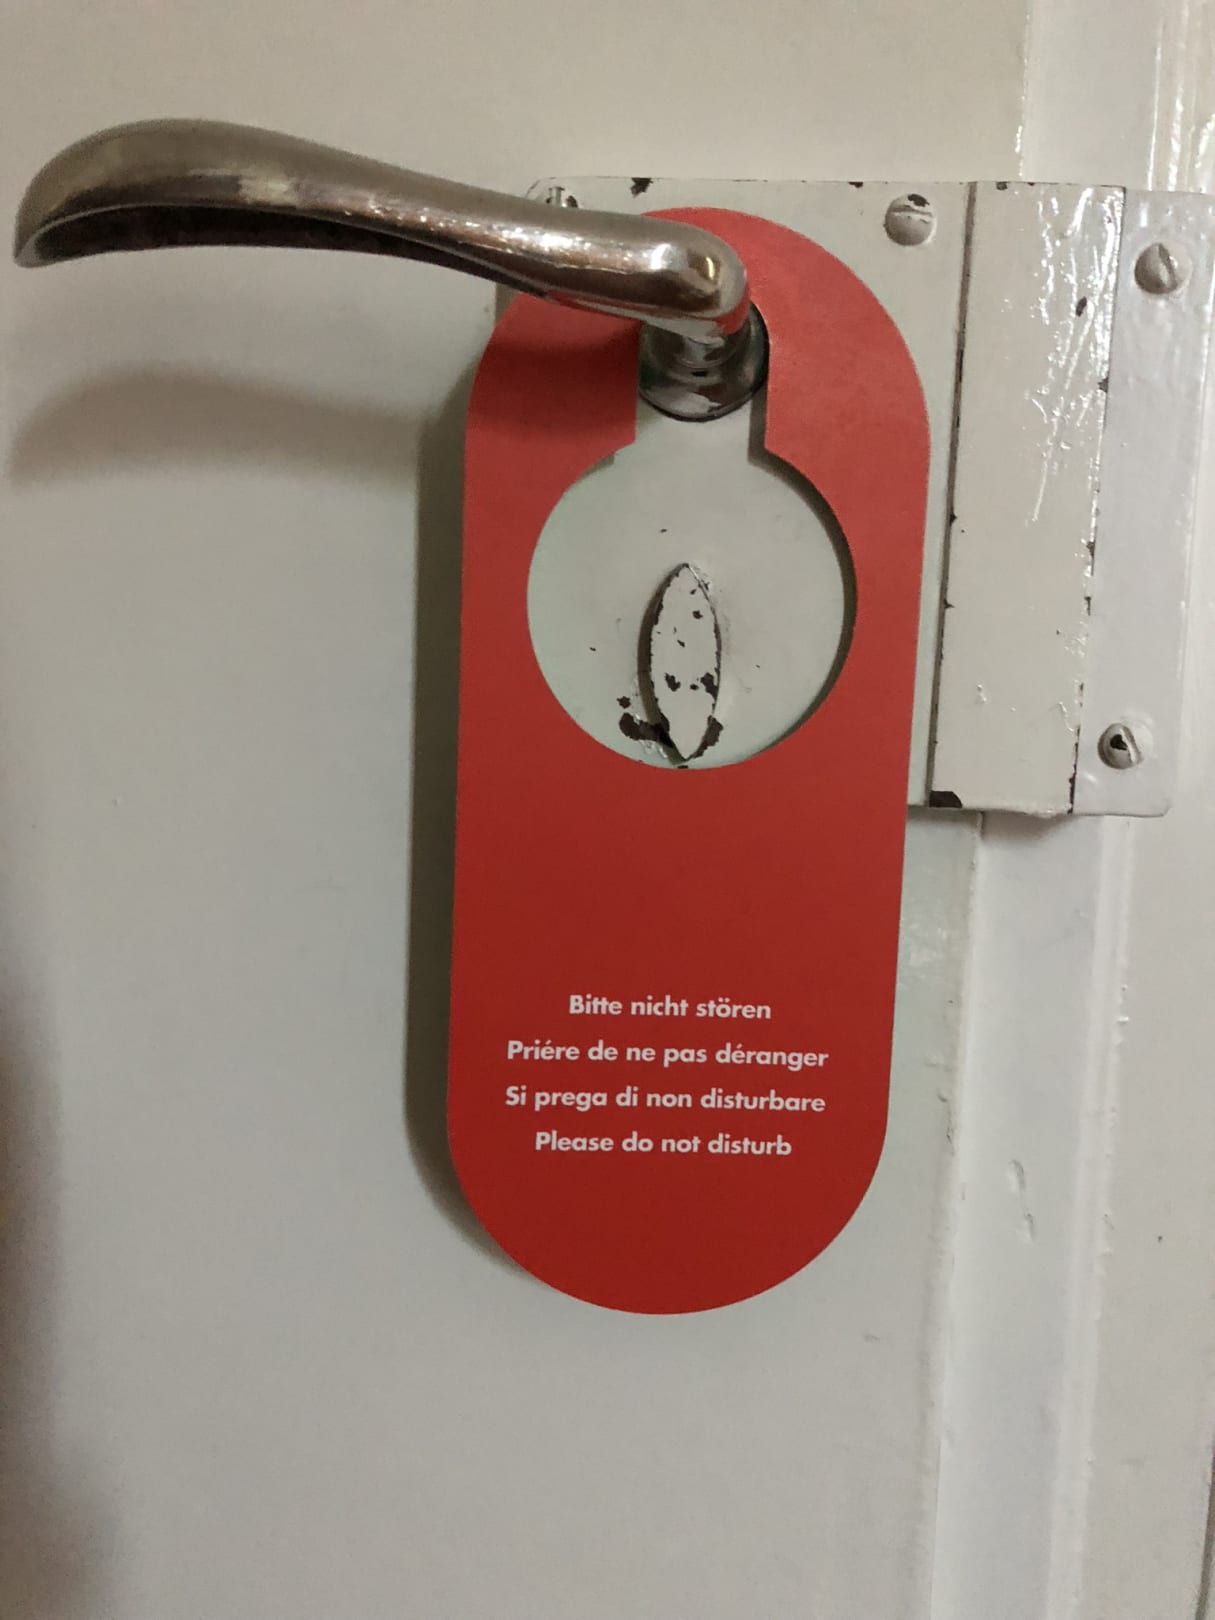 Bitte nicht stören
Priére de ne pas déranger
Si prega di non disturbare
Please do not disturb